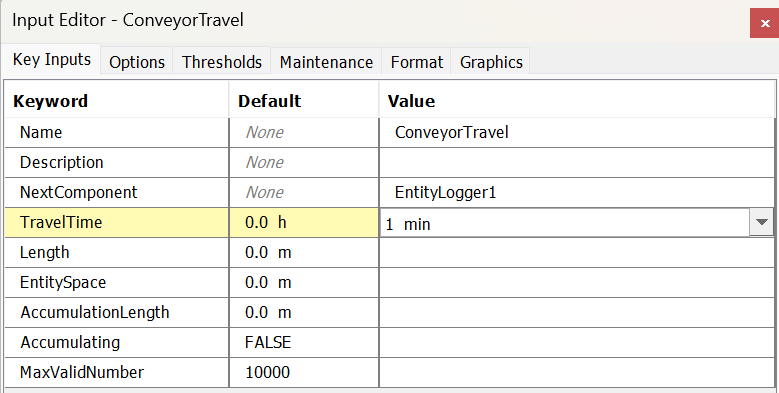 Input Editor - ConveyorTravel
Key Inputs Options Thresholds Maintenance Format Graphics
Keyword Default Value
Name None ConveyorTravel
Description None
NextComponent None EntityLogger1
TravelTime 0.0 h 1 min
Length 0.0 m
EntitySpace 0.0 m
AccumulationLength 0.0 m
Accumulating FALSE
MaxValidNumber 10000